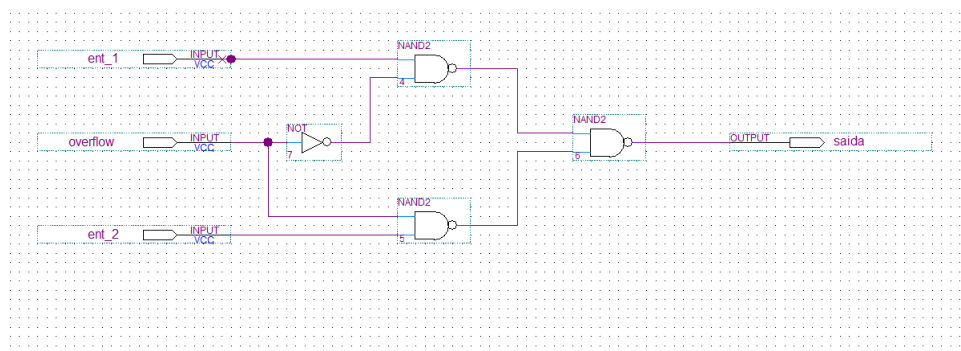 NAND2
ent_1 INPUT
VCC
4
NAND2
overflow INPUT
VCC
NOT
7
6
OUTPUT saida
NAND2
ent_2 INPUT
VCC
5